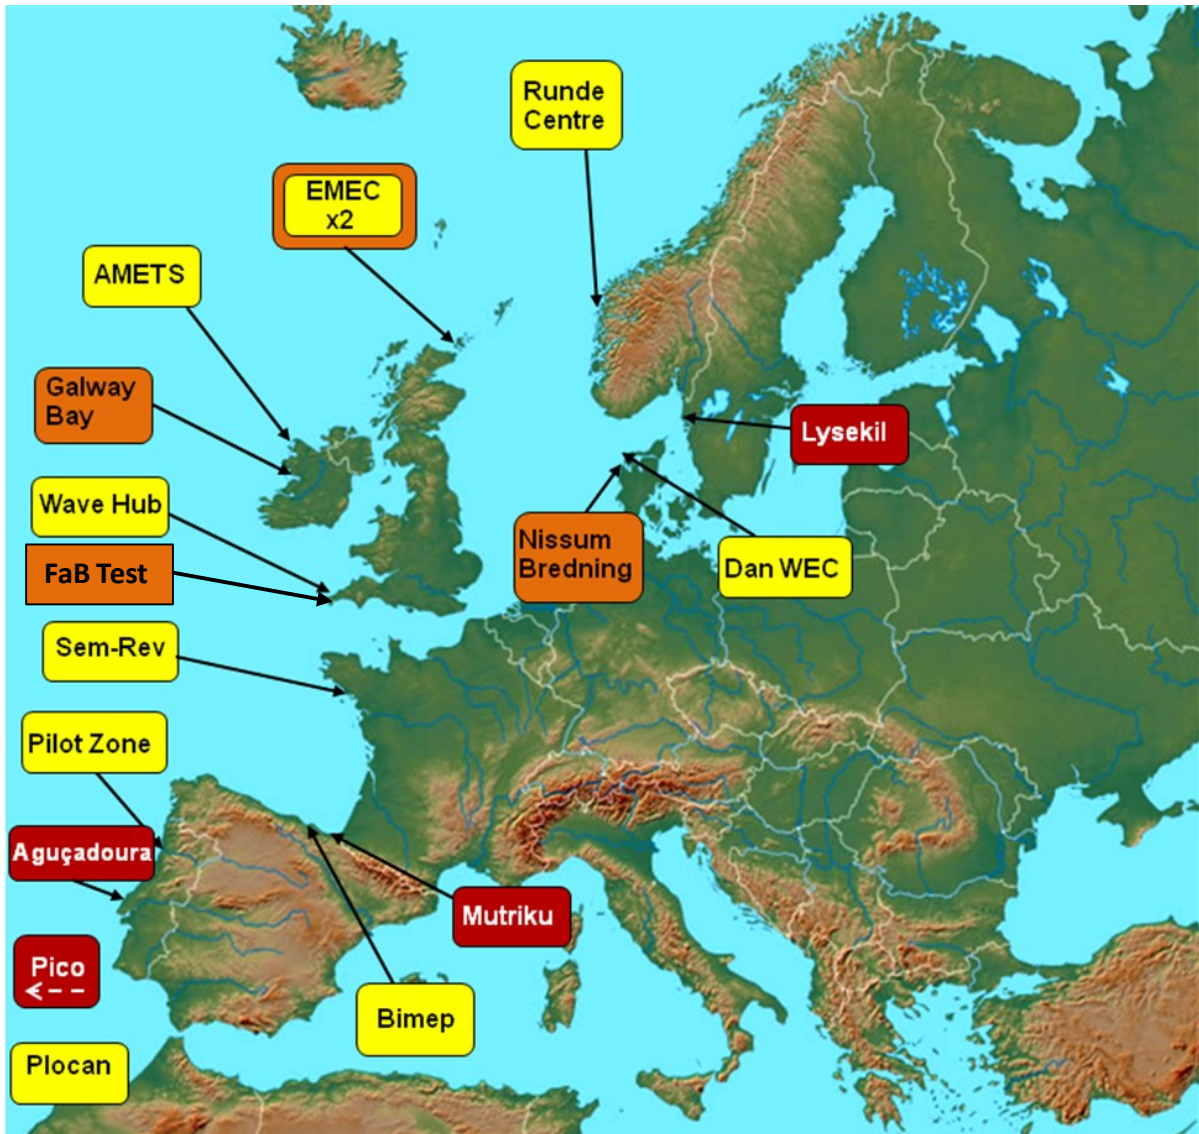 Runde
Centre
EMEC
x2
AMETS
Galway
Bay
Lysekil
Wave Hub
Nissum
Bredning
Dan WEC
FaB Test
Sem-Rev
Pilot Zone
Aguçadoura
Mutriku
Pico
Bimep
Plocan